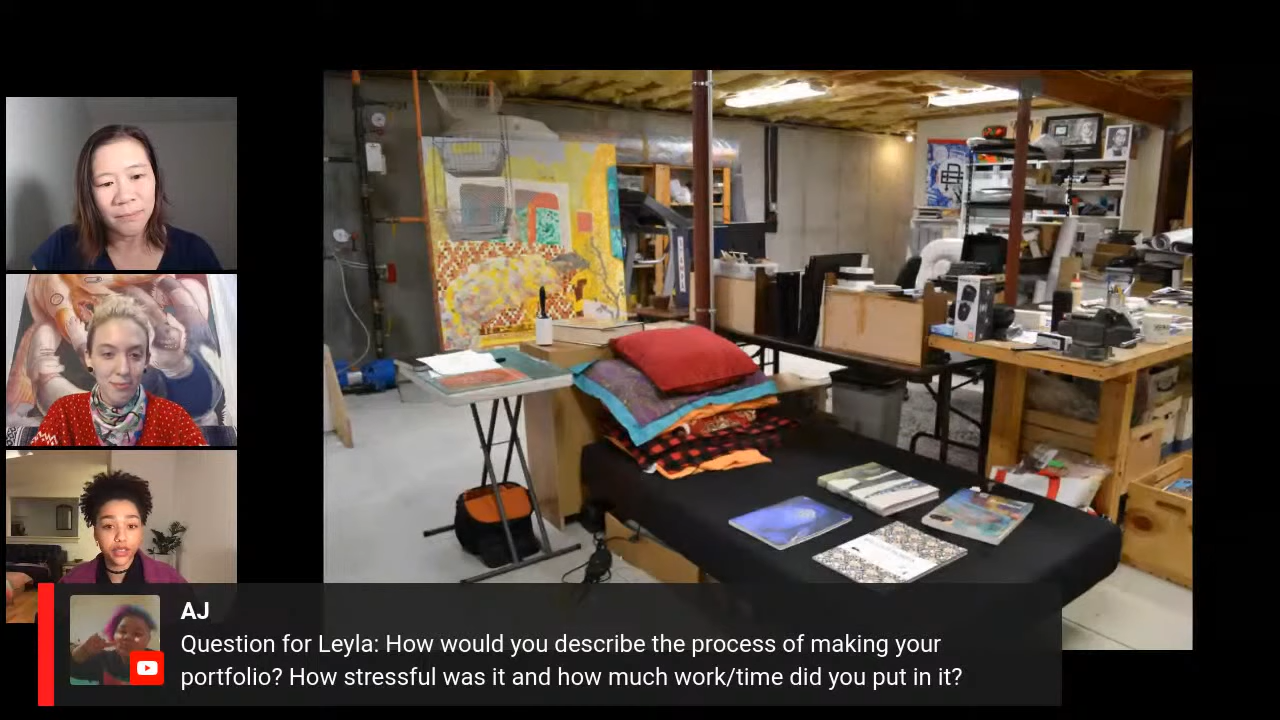 AJ
Question for Leyla: How would you describe the process of making your
portfolio? How stressful was it and how much work/time did you put in it?